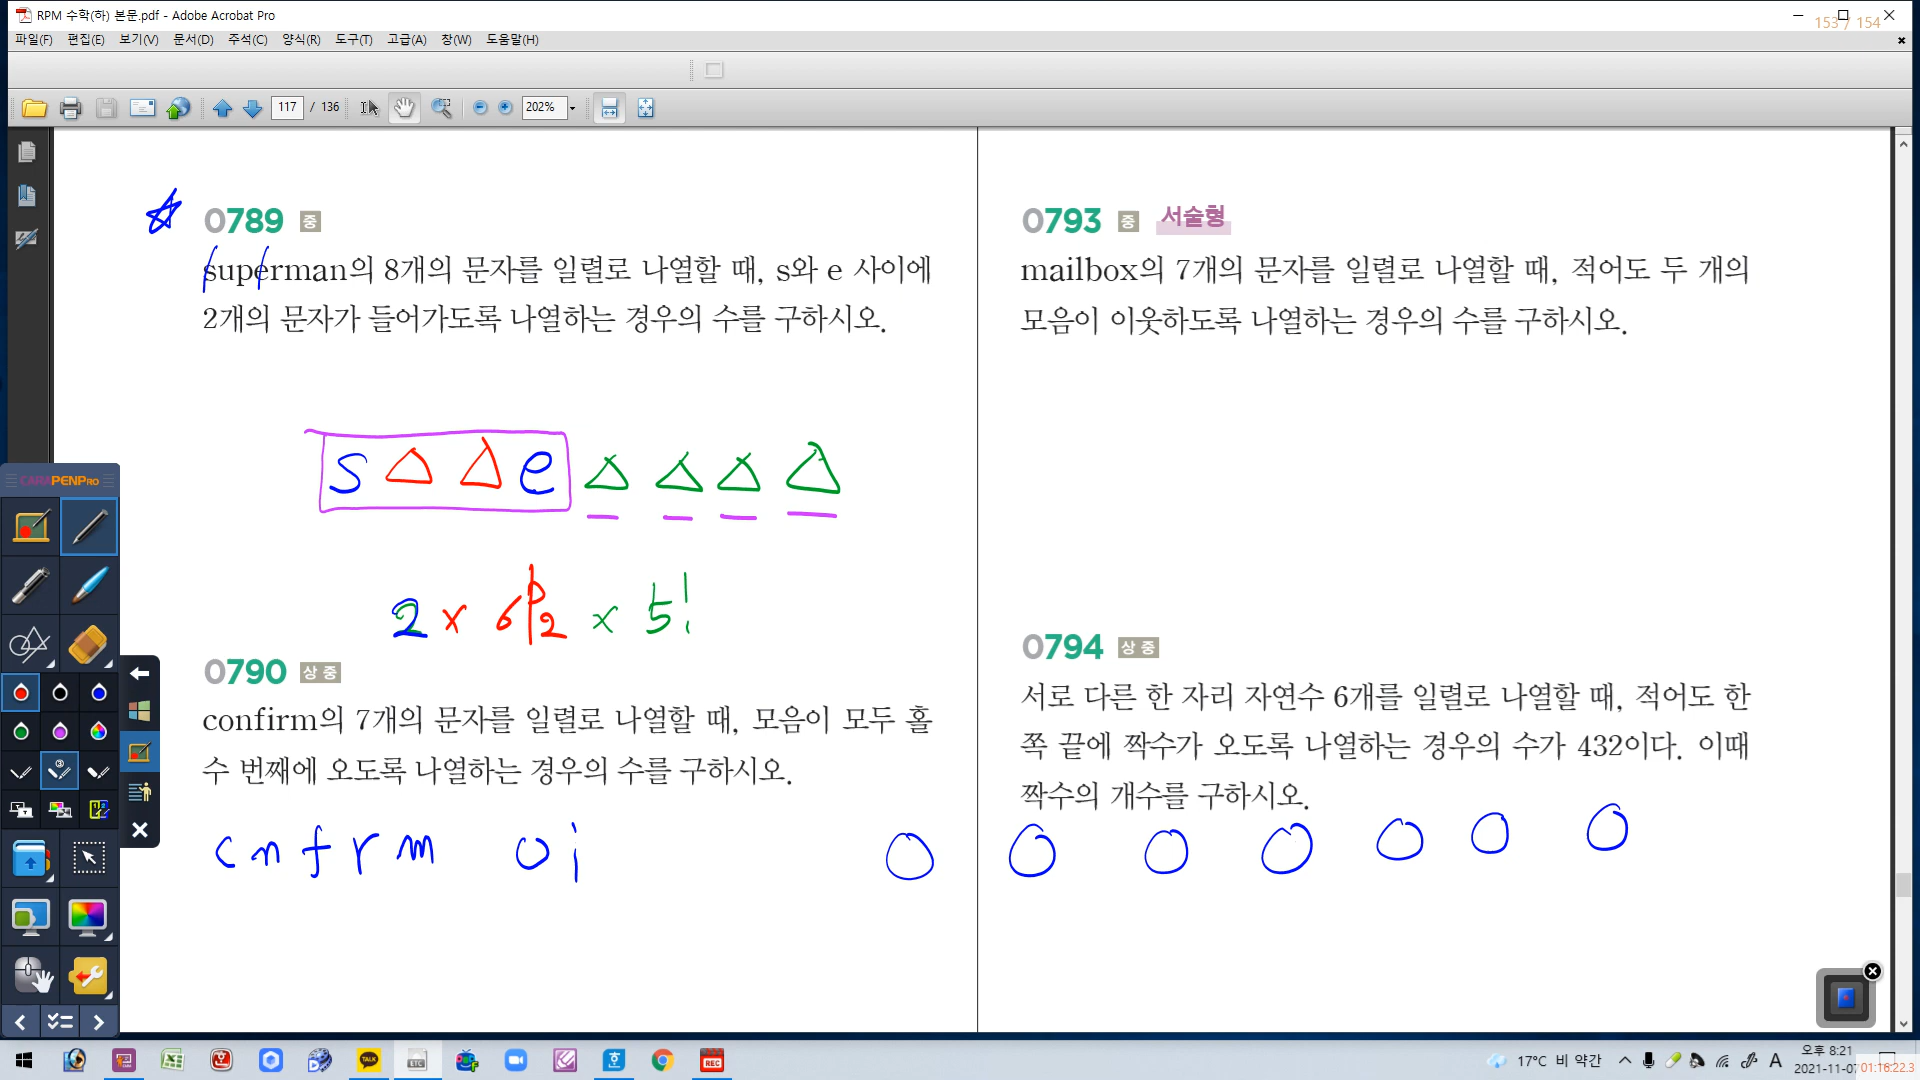 RPM 수학(하) 본문.pdf - Adobe Acrobat Pro
153 / 154
파일(F) 편집(E) 보기(V) 문서(D) 주석(C) 양식(R) 도구(T) 고급(A) 창(W) 도움말(H)
117 / 136 202%
0789 중
superman의 8개의 문자를 일렬로 나열할 때, s와 e 사이에
2개의 문자가 들어가도록 나열하는 경우의 수를 구하시오.
s △ △ e △ △ △ △
2 × 6P2 × 5!
0790 상 중
confirm의 7개의 문자를 일렬로 나열할 때, 모음이 모두 홀
수 번째에 오도록 나열하는 경우의 수를 구하시오.
c n f r m o i
0793 중 서술형
mailbox의 7개의 문자를 일렬로 나열할 때, 적어도 두 개의
모음이 이웃하도록 나열하는 경우의 수를 구하시오.
0794 상 중
서로 다른 한 자리 자연수 6개를 일렬로 나열할 때, 적어도 한
쪽 끝에 짝수가 오도록 나열하는 경우의 수가 432이다. 이때
짝수의 개수를 구하시오.
CARAPENPRO
TALK
LTC
REC
17°C 비 약간
A
오후 8:21
2021-11-07
01:16:22.3